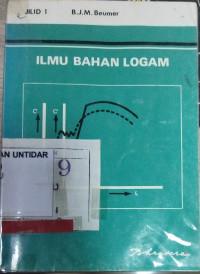 JILID 1 B.J.M. Beumer
ILMU BAHAN LOGAM
AN UNTIDAR
9